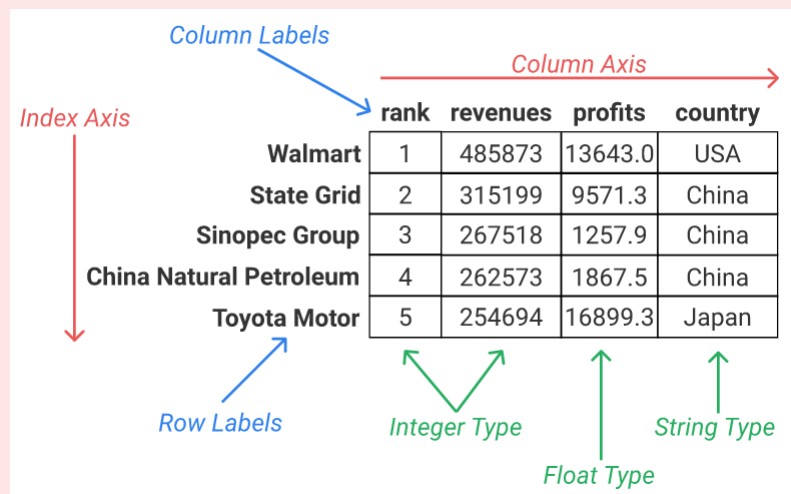 Column Labels
Column Axis
Index Axis
rank revenues profits country
Walmart 1 485873 13643.0 USA
State Grid 2 315199 9571.3 China
Sinopec Group 3 267518 1257.9 China
China Natural Petroleum 4 262573 1867.5 China
Toyota Motor 5 254694 16899.3 Japan
Row Labels Integer Type String Type
Float Type